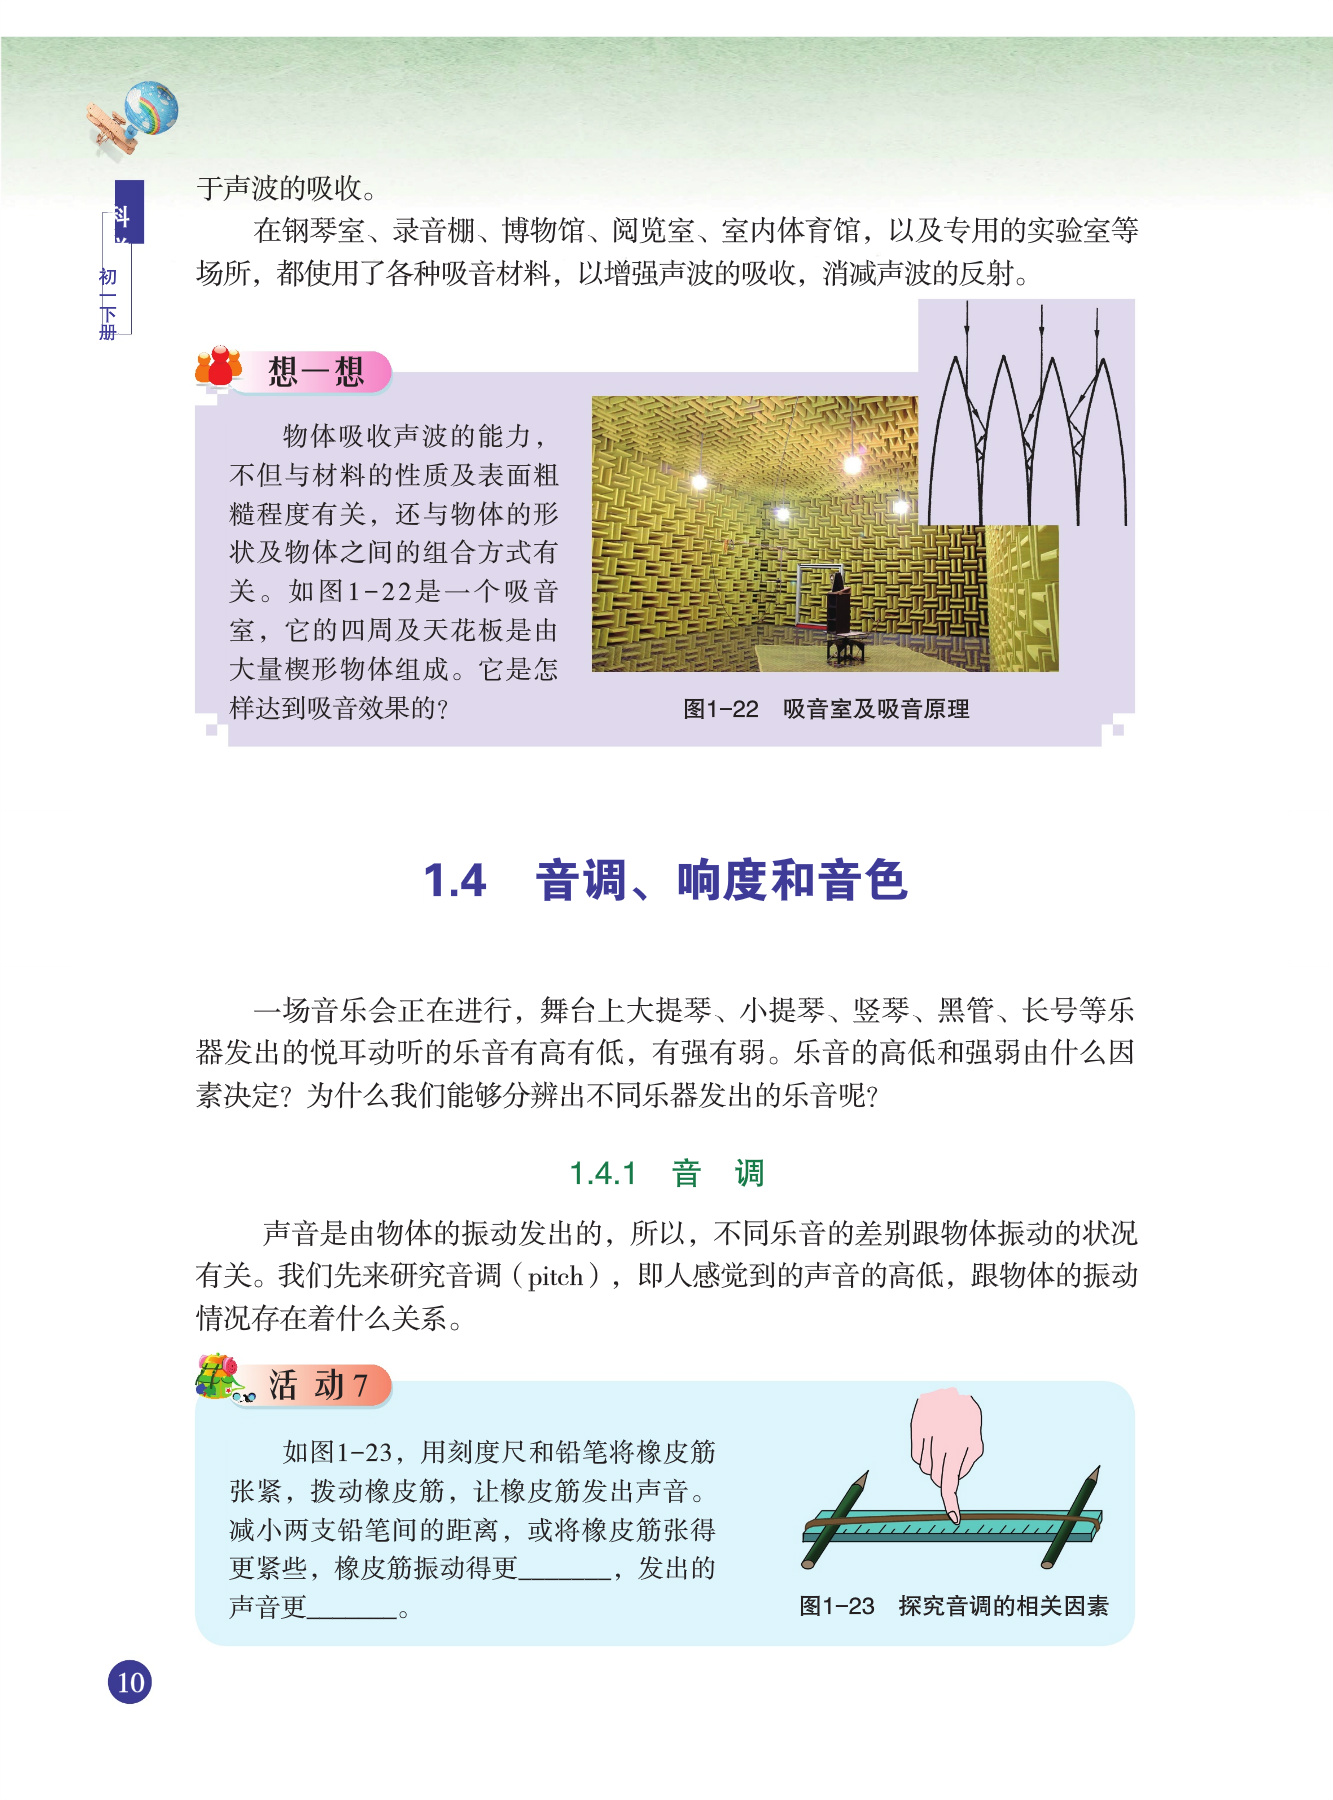 科学
初一下册
于声波的吸收。
在钢琴室、录音棚、博物馆、阅览室、室内体育馆，以及专用的实验室等
场所，都使用了各种吸音材料，以增强声波的吸收，消减声波的反射。
想一想
物体吸收声波的能力，
不但与材料的性质及表面粗
糙程度有关，还与物体的形
状及物体之间的组合方式有
关。如图1-22是一个吸音
室，它的四周及天花板是由
大量楔形物体组成。它是怎
样达到吸音效果的？
图1-22 吸音室及吸音原理
1.4 音调、响度和音色
一场音乐会正在进行，舞台上大提琴、小提琴、竖琴、黑管、长号等乐
器发出的悦耳动听的乐音有高有低，有强有弱。乐音的高低和强弱由什么因
素决定？为什么我们能够分辨出不同乐器发出的乐音呢？
1.4.1 音 调
声音是由物体的振动发出的，所以，不同乐音的差别跟物体振动的状况
有关。我们先来研究音调（pitch），即人感觉到的声音的高低，跟物体的振动
情况存在着什么关系。
活 动7
如图1-23，用刻度尺和铅笔将橡皮筋
张紧，拨动橡皮筋，让橡皮筋发出声音。
减小两支铅笔间的距离，或将橡皮筋张得
更紧些，橡皮筋振动得更_______，发出的
声音更_______。
图1-23 探究音调的相关因素
10